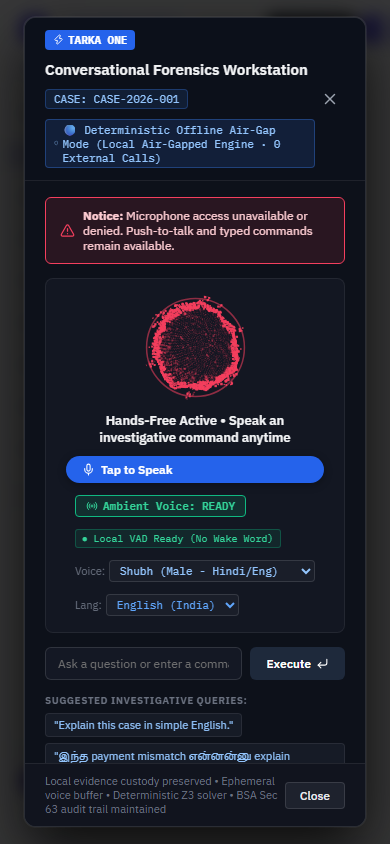 TARKA ONE
Conversational Forensics Workstation
CASE: CASE-2026-001
Deterministic Offline Air-Gap
Mode (Local Air-Gapped Engine · 0
External Calls)
Notice: Microphone access unavailable or
denied. Push-to-talk and typed commands
remain available.
Hands-Free Active • Speak an
investigative command anytime
Tap to Speak
Ambient Voice: READY
● Local VAD Ready (No Wake Word)
Voice: Shubh (Male - Hindi/Eng)
Lang: English (India)
Ask a question or enter a comm
Execute ↵
SUGGESTED INVESTIGATIVE QUERIES:
"Explain this case in simple English."
"இந்த payment mismatch என்னன்னு explain
Local evidence custody preserved • Ephemeral
voice buffer • Deterministic Z3 solver • BSA Sec
63 audit trail maintained
Close